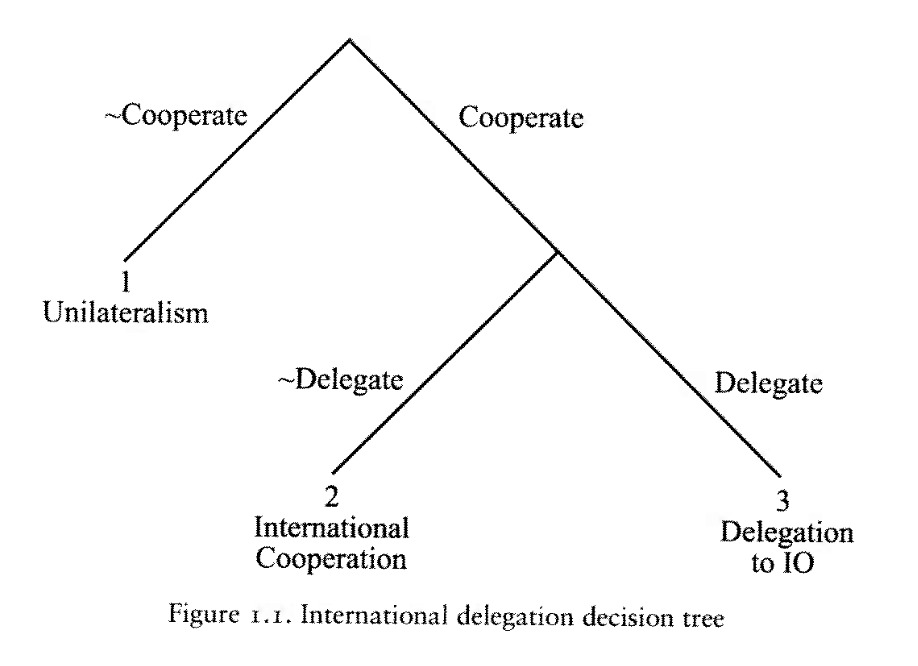 ~Cooperate
Cooperate
1
Unilateralism
~Delegate
Delegate
2
International
Cooperation
3
Delegation
to IO
Figure 1.1. International delegation decision tree